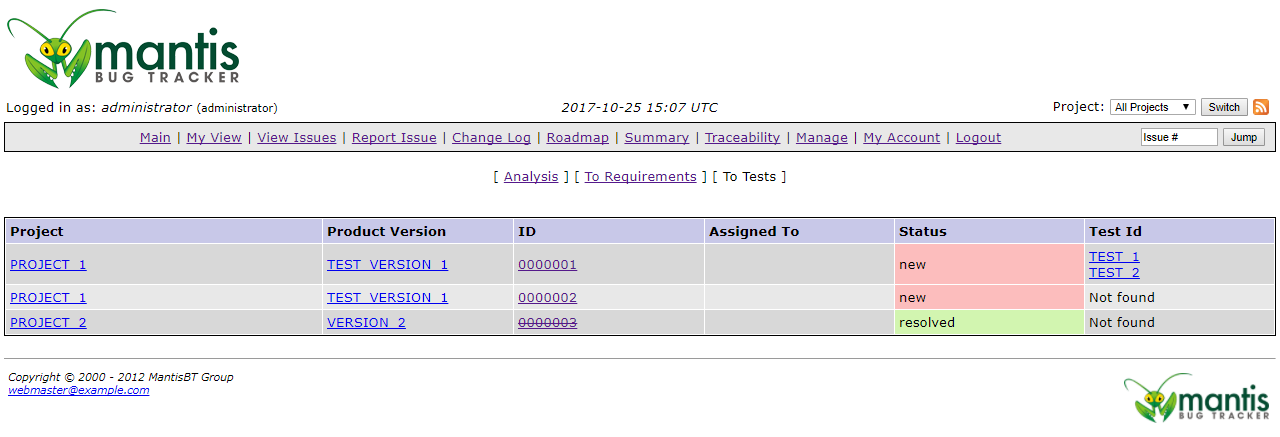 mantis
BUG TRACKER
Logged in as: administrator (administrator) 2017-10-25 15:07 UTC Project: All Projects Switch
Main | My View | View Issues | Report Issue | Change Log | Roadmap | Summary | Traceability | Manage | My Account | Logout Issue # Jump
[ Analysis ] [ To Requirements ] [ To Tests ]
Project Product Version ID Assigned To Status Test Id
PROJECT_1 TEST_VERSION_1 0000001 new TEST_1
TEST_2
PROJECT_1 TEST_VERSION_1 0000002 new Not found
PROJECT_2 VERSION_2 0000003 resolved Not found
Copyright © 2000 - 2012 MantisBT Group
webmaster@example.com
mantis
BUG TRACKER